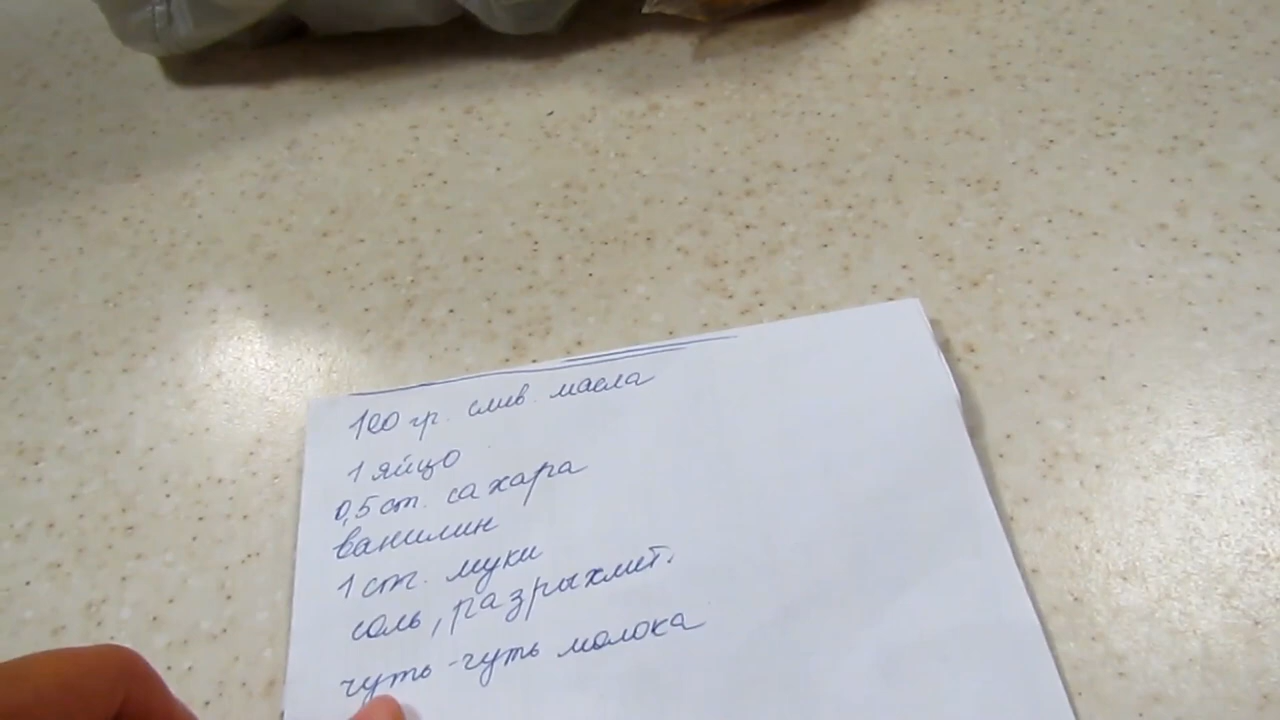 100 гр. слив. масла
1 яйцо
0,5 ст. сахара
ванилин
1 ст. муки
соль, разрыхлит.
чуть-чуть молока